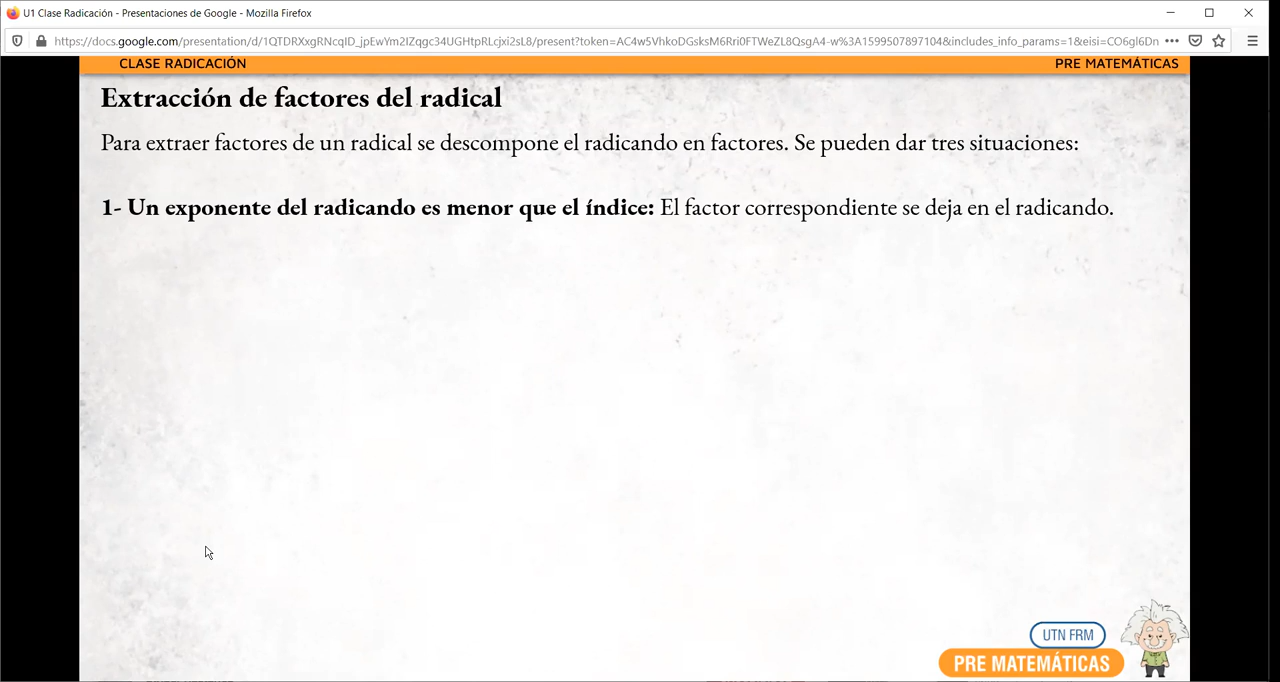 U1 Clase Radicación - Presentaciones de Google - Mozilla Firefox
https://docs.google.com/presentation/d/1QTDRXxgRNcqID_jpEwYm2IZqgc34UGHtpRLcjxi2sL8/present?token=AC4w5VhkoDGsksM6Rri0FTWeZL8QsgA4-w%3A1599507897104&includes_info_params=1&eisi=CO6gl6Dn
CLASE RADICACIÓN PRE MATEMÁTICAS
Extracción de factores del radical
Para extraer factores de un radical se descompone el radicando en factores. Se pueden dar tres situaciones:
1- Un exponente del radicando es menor que el índice: El factor correspondiente se deja en el radicando.
UTN FRM
PRE MATEMÁTICAS